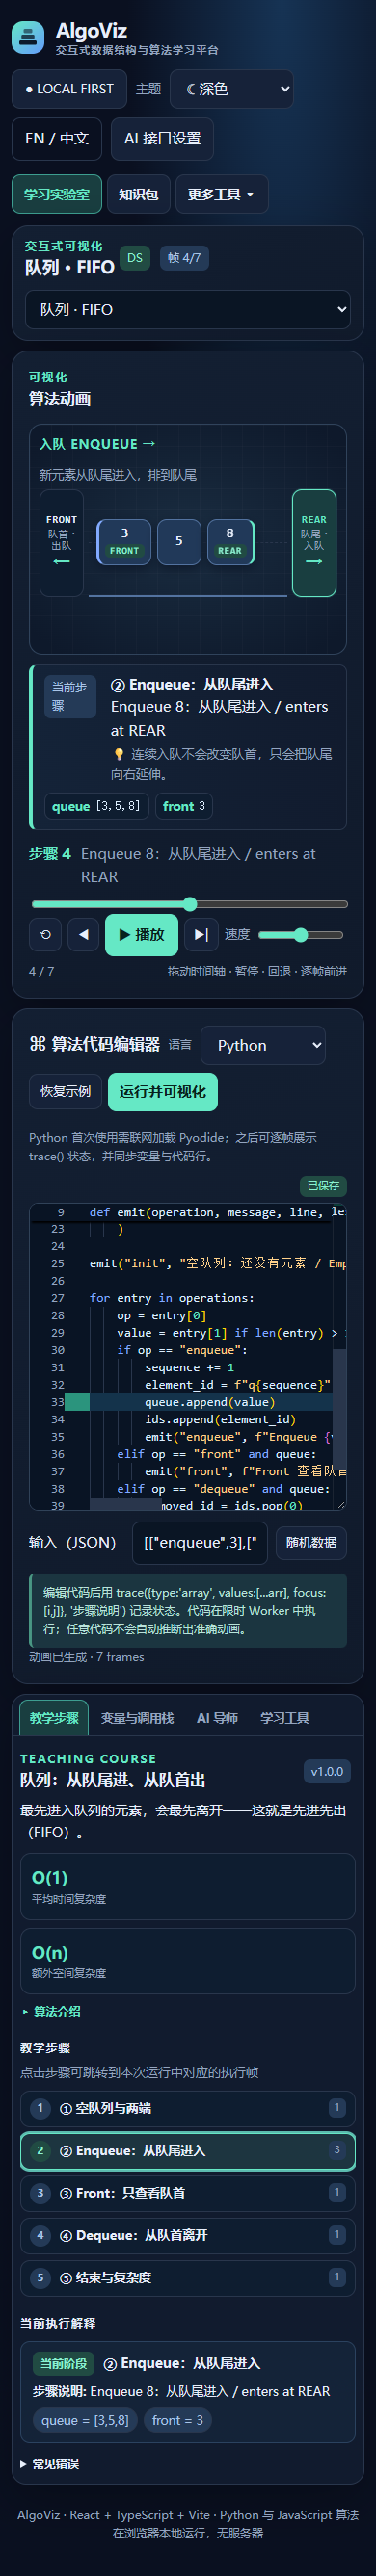 AlgoViz
交互式数据结构与算法学习平台
● LOCAL FIRST
主题
☾ 深色
EN / 中文
AI 接口设置
学习实验室
知识包
更多工具 ▾
交互式可视化
队列 • FIFO
DS
帧 4/7
队列 · FIFO
可视化
算法动画
入队 ENQUEUE →
新元素从队尾进入，排到队尾
FRONT
队首 ·
出队
←
3
FRONT
5
8
REAR
REAR
队尾 ·
入队
→
当前步
骤
② Enqueue：从队尾进入
Enqueue 8：从队尾进入 / enters
at REAR
💡 连续入队不会改变队首，只会把队尾
向右延伸。
queue [3,5,8]
front 3
步骤 4
Enqueue 8：从队尾进入 / enters at
REAR
⟲
◀
▶ 播放
▶|
速度
4 / 7
拖动时间轴 · 暂停 · 回退 · 逐帧前进
⌘ 算法代码编辑器
语言
Python
恢复示例
运行并可视化
Python 首次使用需联网加载 Pyodide；之后可逐帧展示
trace() 状态，并同步变量与代码行。
已保存
9 def emit(operation, message, line, le
23 )
24
25 emit("init", "空队列：还没有元素 / Emp
26
27 for entry in operations:
28 op = entry[0]
29 value = entry[1] if len(entry) >
30 if op == "enqueue":
31 sequence += 1
32 element_id = f"q{sequence}"
33 queue.append(value)
34 ids.append(element_id)
35 emit("enqueue", f"Enqueue {
36 elif op == "front" and queue:
37 emit("front", f"Front 查看队首
38 elif op == "dequeue" and queue:
39 moved_id = ids.pop(0)
输入（JSON）
[["enqueue",3],["
随机数据
编辑代码后用 trace({type:'array', values:[...arr], focus:
[i,j]}, '步骤说明') 记录状态。代码在限时 Worker 中执
行；任意代码不会自动推断出准确动画。
动画已生成 · 7 frames
教学步骤
变量与调用栈
AI 导师
学习工具
TEACHING COURSE
队列：从队尾进、从队首出
v1.0.0
最先进入队列的元素，会最先离开——这就是先进先出
（FIFO）。
O(1)
平均时间复杂度
O(n)
额外空间复杂度
▸ 算法介绍
教学步骤
点击步骤可跳转到本次运行中对应的执行帧
1 ① 空队列与两端 1
2 ② Enqueue：从队尾进入 3
3 ③ Front：只查看队首 1
4 ④ Dequeue：从队首离开 1
5 ⑤ 结束与复杂度 1
当前执行解释
当前阶段
② Enqueue：从队尾进入
步骤说明: Enqueue 8：从队尾进入 / enters at REAR
queue = [3,5,8]
front = 3
▶ 常见错误
AlgoViz · React + TypeScript + Vite · Python 与 JavaScript 算法
在浏览器本地运行，无服务器